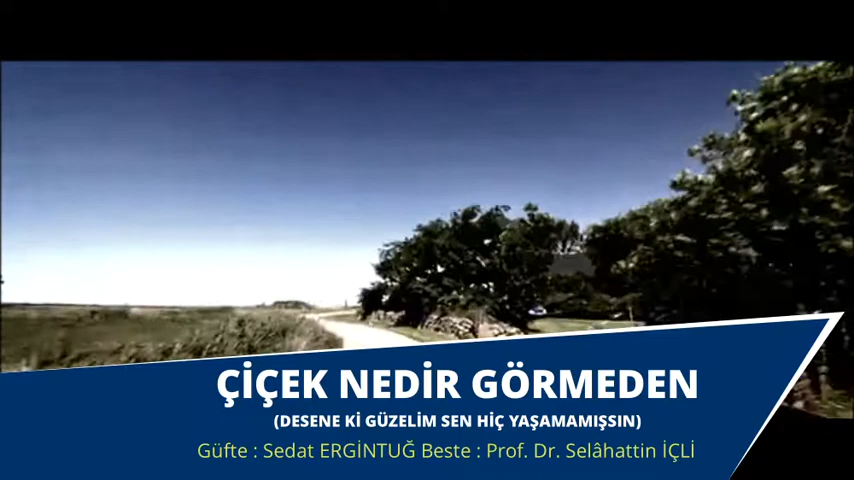 ÇİÇEK NEDİR GÖRMEDEN
(DESENE Kİ GÜZELİM SEN HİÇ YAŞAMAMIŞSIN)
Güfte : Sedat ERGİNTUĞ Beste : Prof. Dr. Selâhattin İÇLİ